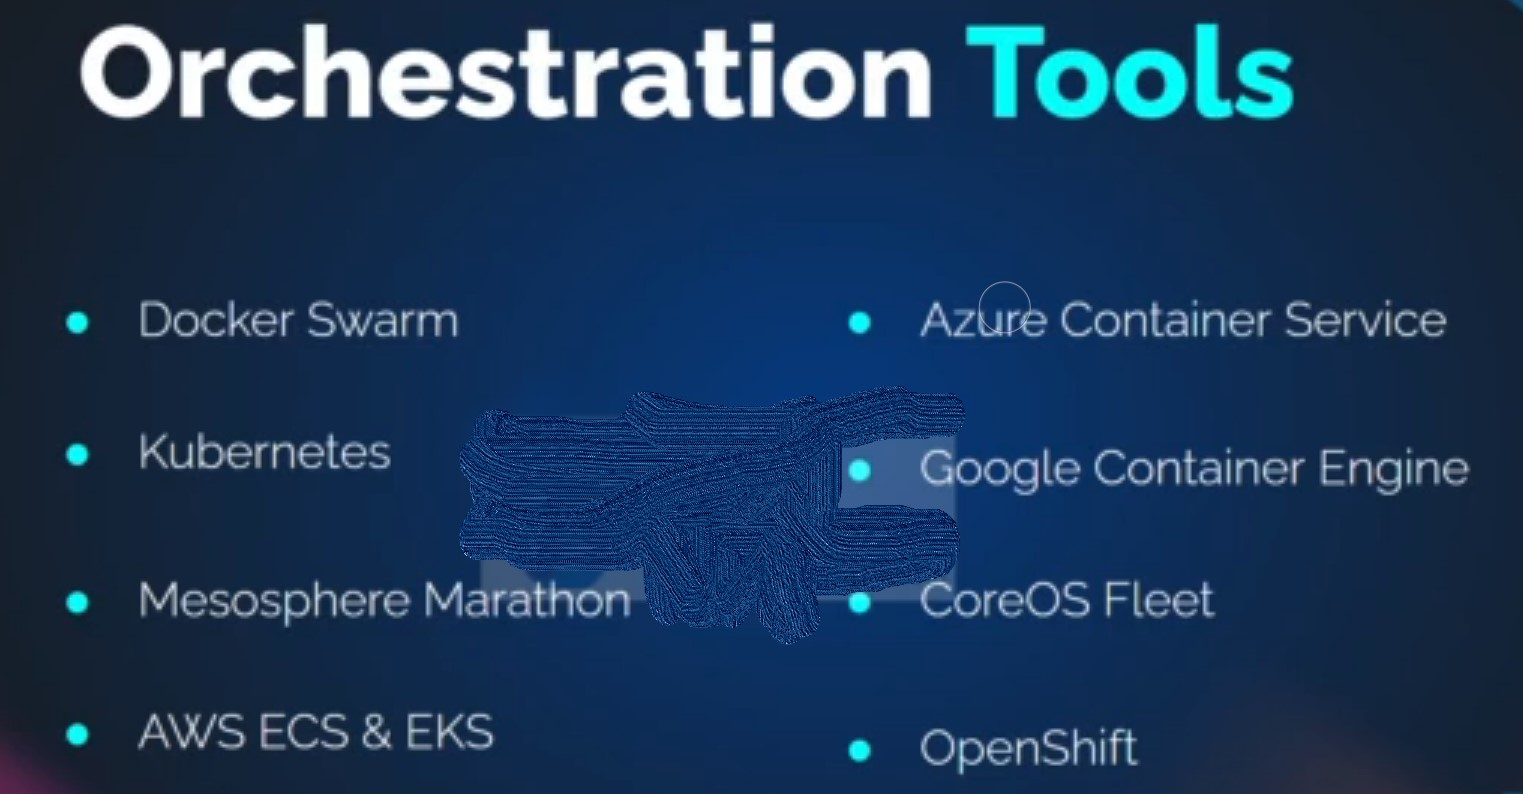 Orchestration Tools
Docker Swarm
Kubernetes
Mesosphere Marathon
AWS ECS & EKS
Azure Container Service
Google Container Engine
CoreOS Fleet
OpenShift